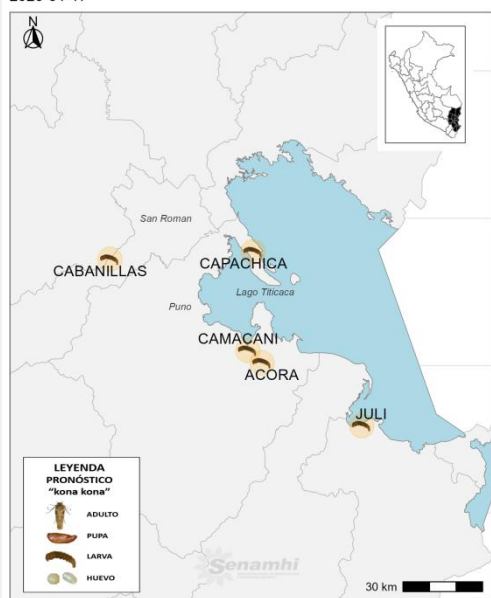 N
San Roman
CABANILLAS
CAPACHICA
Lago Titicaca
Puno
CAMACANI
ACORA
JULI
LEYENDA
PRONÓSTICO
"kona kona"
ADULTO
PUPA
LARVA
HUEVO
Senamhi
30 km